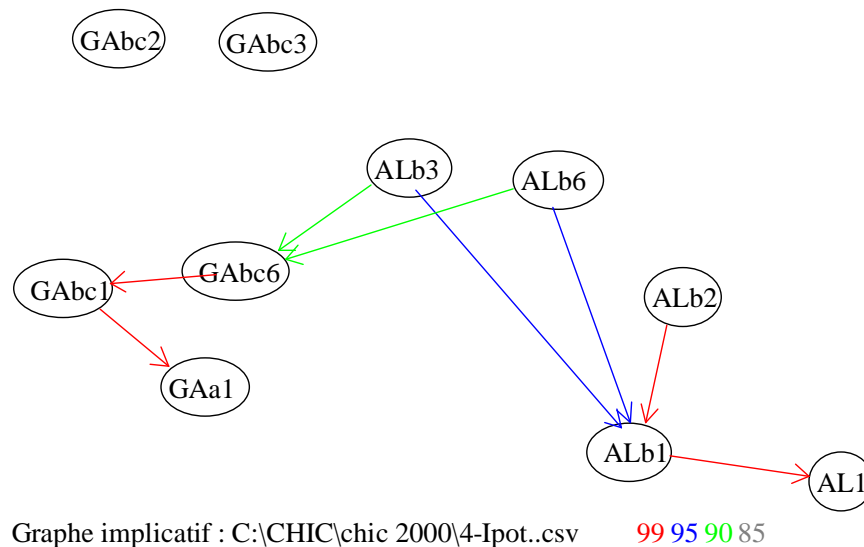 GAbc2 GAbc3
ALb3 ALb6
GAbc1 GAbc6 ALb2
GAa1
ALb1 AL1
Graphe implicatif : C:\CHIC\chic 2000\4-Ipot..csv 99 95 90 85